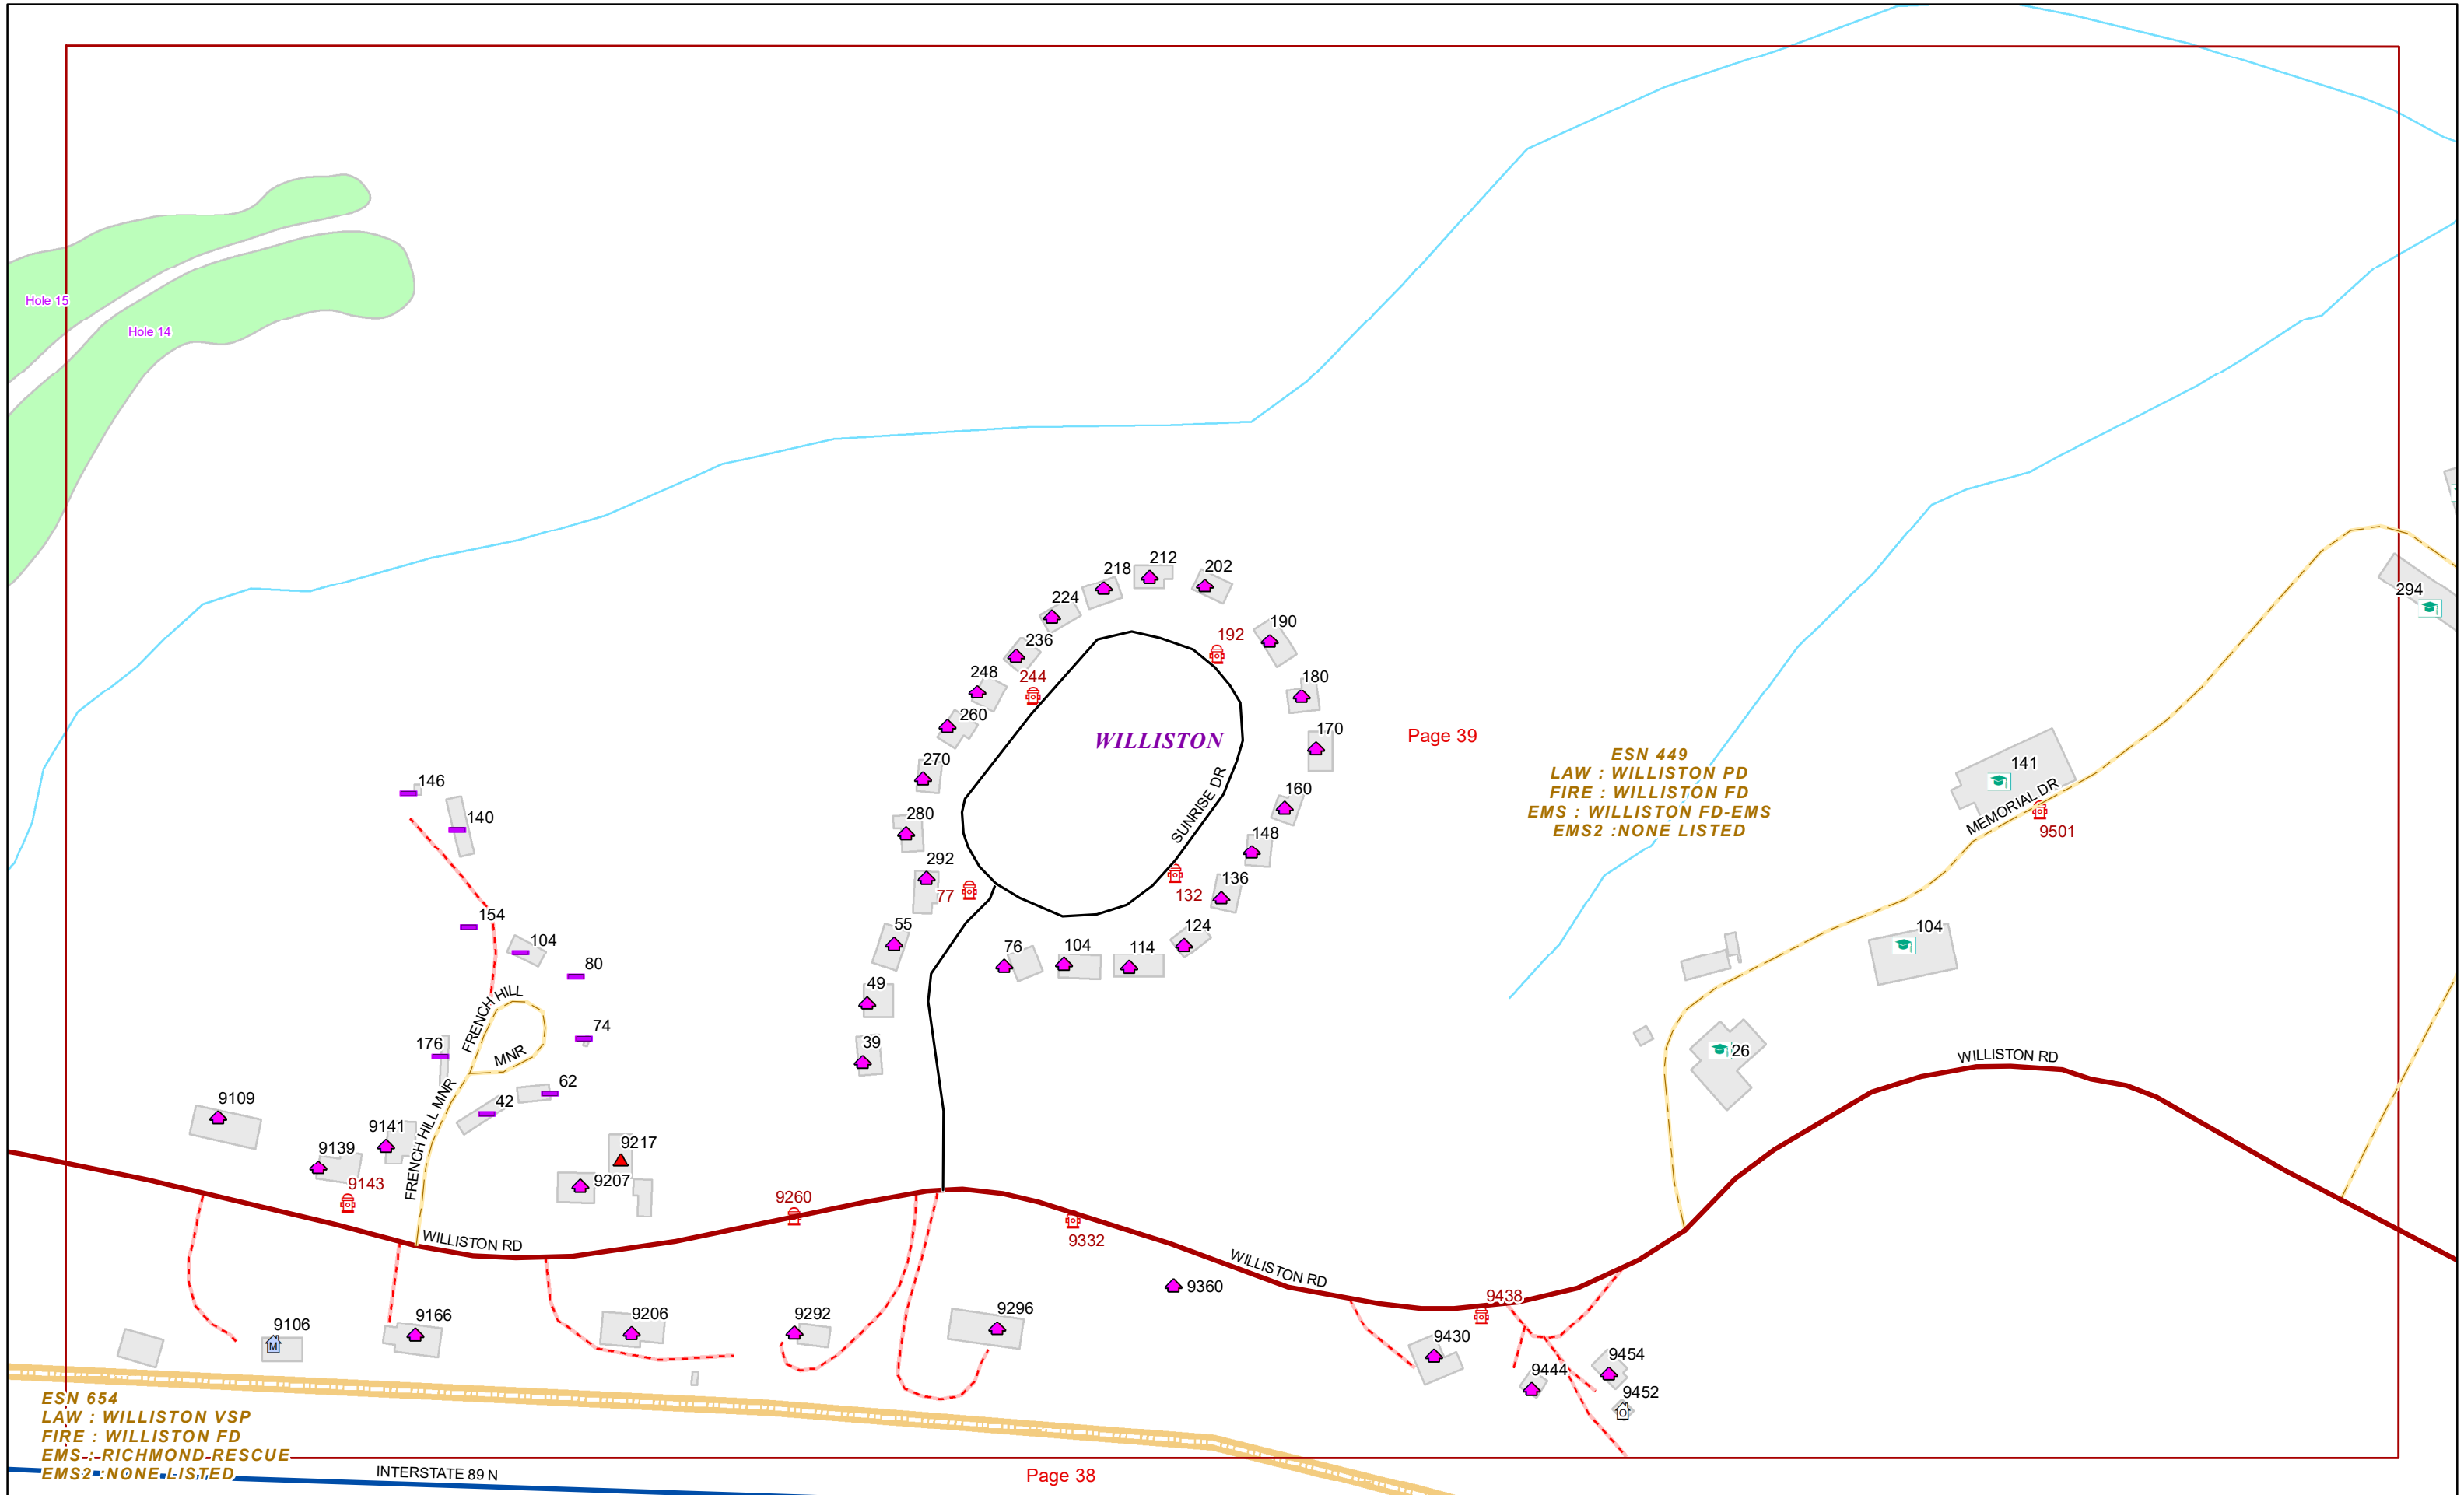 Hole 15
Hole 14
212
218
202
224
190
192
236
248
244
180
260
170
WILLISTON
Page 39
270
ESN 449
LAW : WILLISTON PD
FIRE : WILLISTON FD
EMS : WILLISTON FD-EMS
EMS2 :NONE LISTED
294
141
MEMORIAL DR
9501
146
140
280
SUNRISE DR
160
148
292
77
132
136
154
104
80
55
76
104
114
124
104
49
FRENCH HILL
MNR
74
176
39
26
WILLISTON RD
62
42
FRENCH HILL MNR
9109
9141
9139
9143
9217
9207
9260
9332
WILLISTON RD
WILLISTON RD
9360
9438
9106
9166
9206
9292
9296
9430
9444
9454
9452
ESN 654
LAW : WILLISTON VSP
FIRE : WILLISTON FD
EMS : RICHMOND RESCUE
EMS2 :NONE LISTED
INTERSTATE 89 N
Page 38
M
O